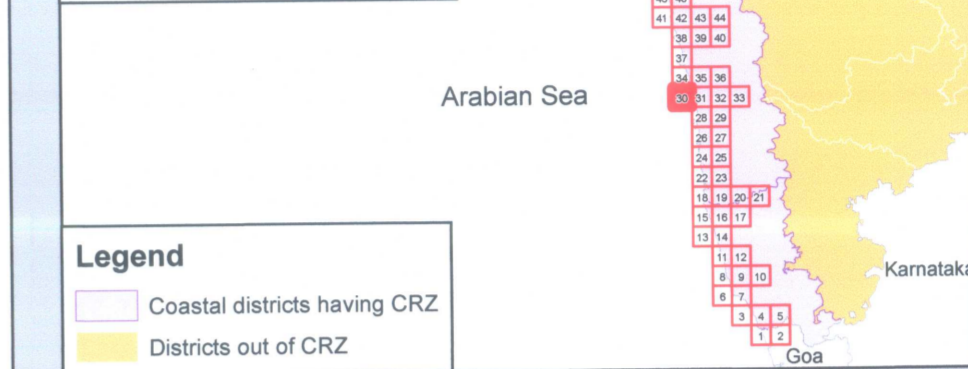 41 42 43 44
38 39 40
37
34 35 36
Arabian Sea
30 31 32 33
28 29
26 27
24 25
22 23
18 19 20 21
15 16 17
13 14
Legend
11 12
Karnataka
8 9 10
Coastal districts having CRZ
6 7
3 4 5
1 2
Districts out of CRZ
Goa